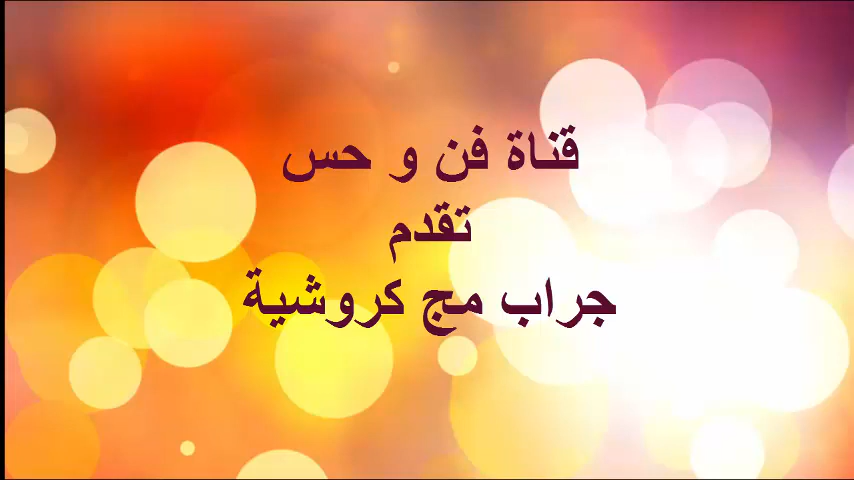 قناة فن و حس
تقدم
جراب مج كروشية